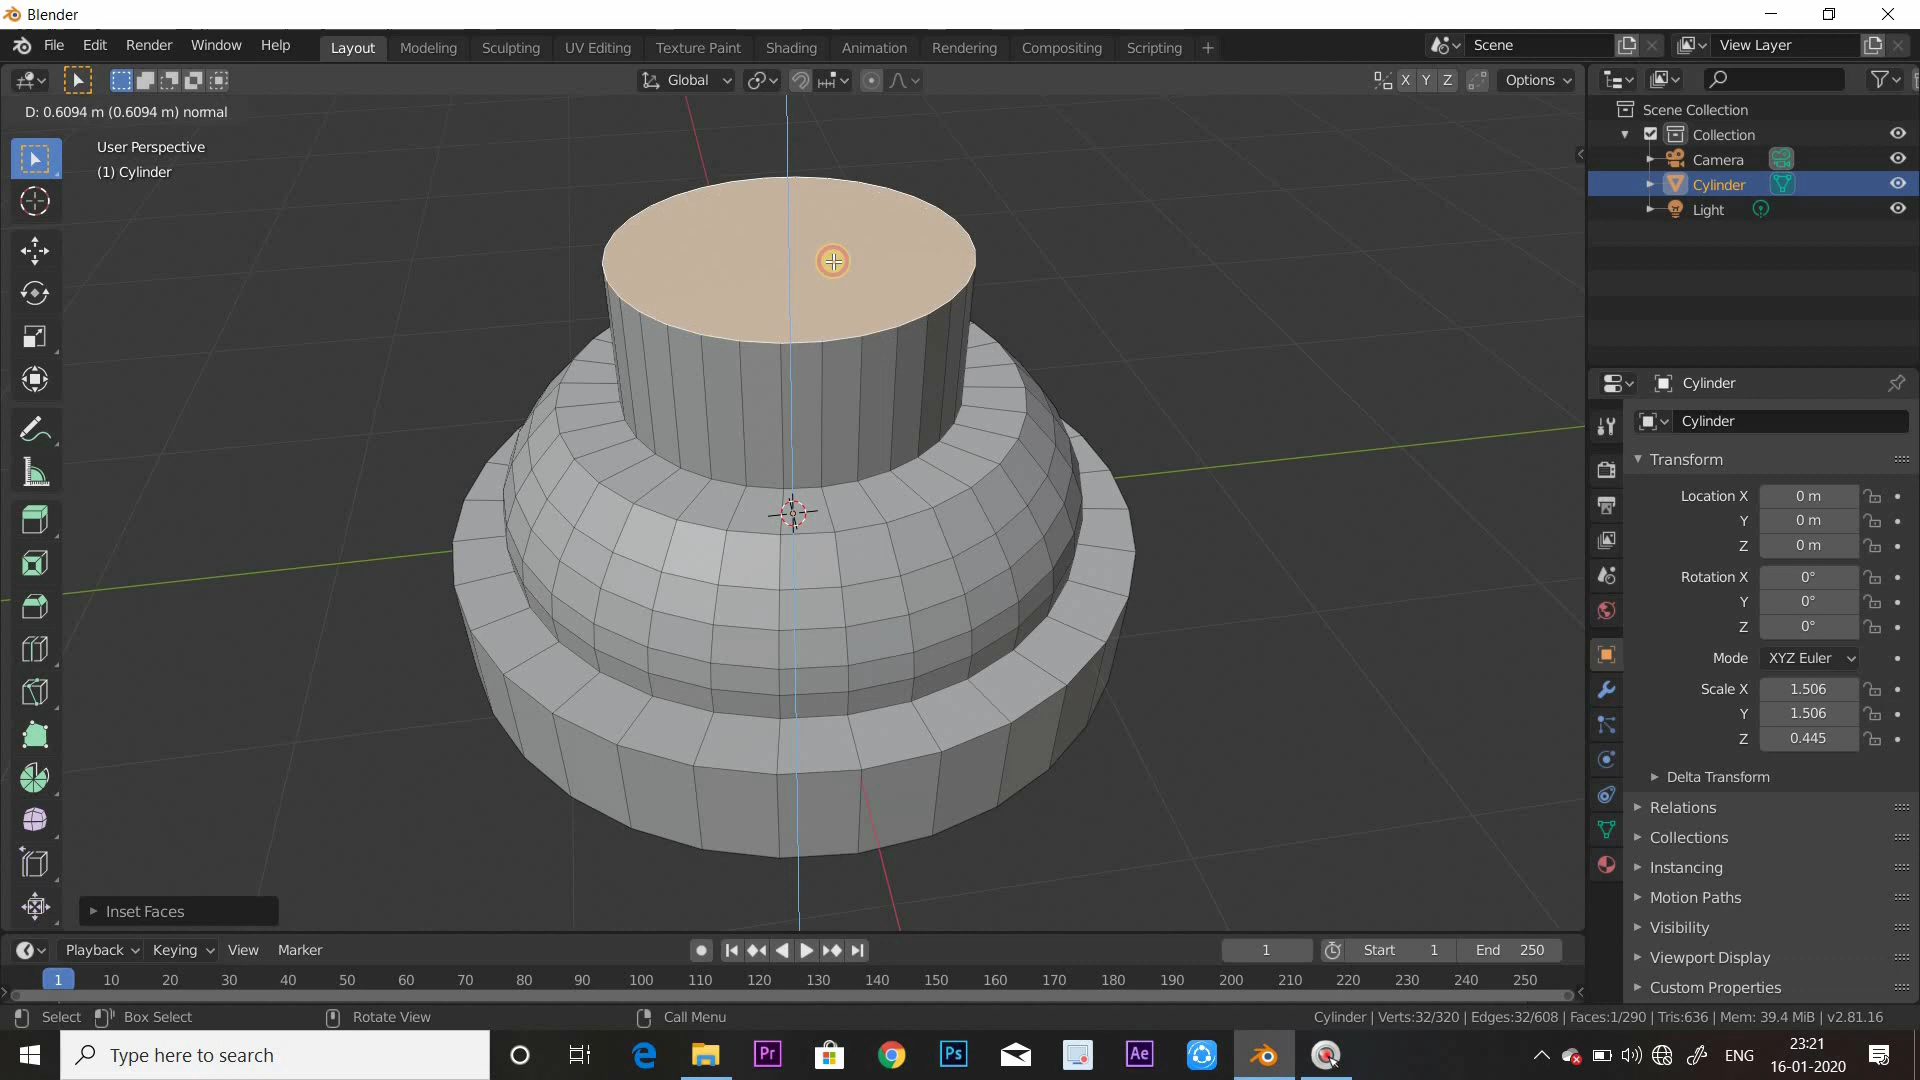 Blender
File Edit Render Window Help
Layout Modeling Sculpting UV Editing Texture Paint Shading Animation Rendering Compositing Scripting +
Scene
View Layer
Global
X Y Z
Options
D: 0.6094 m (0.6094 m) normal
User Perspective
(1) Cylinder
Scene Collection
Collection
Camera
Cylinder
Light
Cylinder
Cylinder
Transform
Location X 0 m
Y 0 m
Z 0 m
Rotation X 0°
Y 0°
Z 0°
Mode XYZ Euler
Scale X 1.506
Y 1.506
Z 0.445
Delta Transform
Relations
Collections
Instancing
Motion Paths
Visibility
Viewport Display
Custom Properties
Inset Faces
Playback Keying View Marker
1 Start 1 End 250
1 10 20 30 40 50 60 70 80 90 100 110 120 130 140 150 160 170 180 190 200 210 220 230 240 250
Select Box Select Rotate View Call Menu
Cylinder | Verts:32/320 | Edges:32/608 | Faces:1/290 | Tris:636 | Mem: 39.4 MiB | v2.81.16
Type here to search
Pr
Ps
Ae
ENG
23:21
16-01-2020